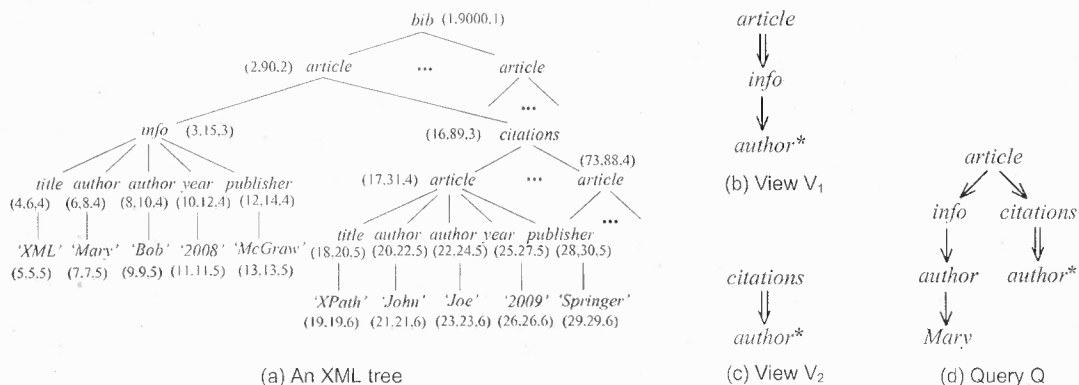 bib (1.9000.1)
(2.90.2) article ... article
...
info (3.15.3) (16.89.3) citations
title author author year publisher
(4.6.4) (6.8.4) (8.10.4) (10.12.4) (12.14.4)
'XML' 'Mary' 'Bob' '2008' 'McGraw'
(5.5.5) (7.7.5) (9.9.5) (11.11.5) (13.13.5)
(73.88.4)
(17.31.4) article ... article
...
title author author year publisher
(18.20.5) (20.22.5) (22.24.5) (25.27.5) (28.30.5)
'XPath' 'John' 'Joe' '2009' 'Springer'
(19.19.6) (21.21.6) (23.23.6) (26.26.6) (29.29.6)
(a) An XML tree
article
info
author*
(b) View V1
citations
author*
(c) View V2
article
info citations
author author*
Mary
(d) Query Q